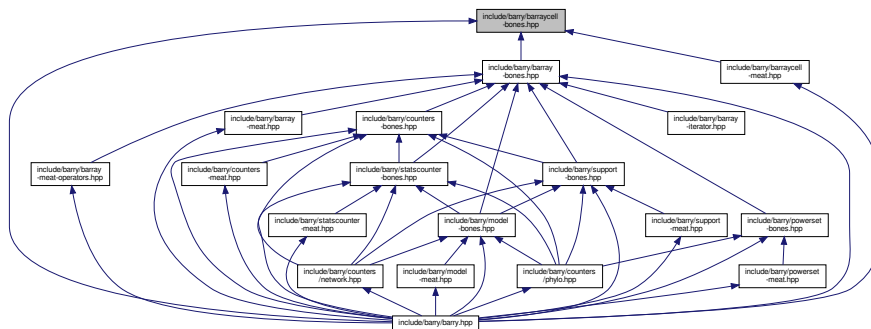 include/barry/barraycell
-bones.hpp
include/barry/barray
-bones.hpp
include/barry/barraycell
-meat.hpp
include/barry/barray
-meat.hpp
include/barry/counters
-bones.hpp
include/barry/barray
-iterator.hpp
include/barry/barray
-meat-operators.hpp
include/barry/counters
-meat.hpp
include/barry/statscounter
-bones.hpp
include/barry/support
-bones.hpp
include/barry/statscounter
-meat.hpp
include/barry/model
-bones.hpp
include/barry/support
-meat.hpp
include/barry/powerset
-bones.hpp
include/barry/counters
/network.hpp
include/barry/model
-meat.hpp
include/barry/counters
/phylo.hpp
include/barry/powerset
-meat.hpp
include/barry/barry.hpp